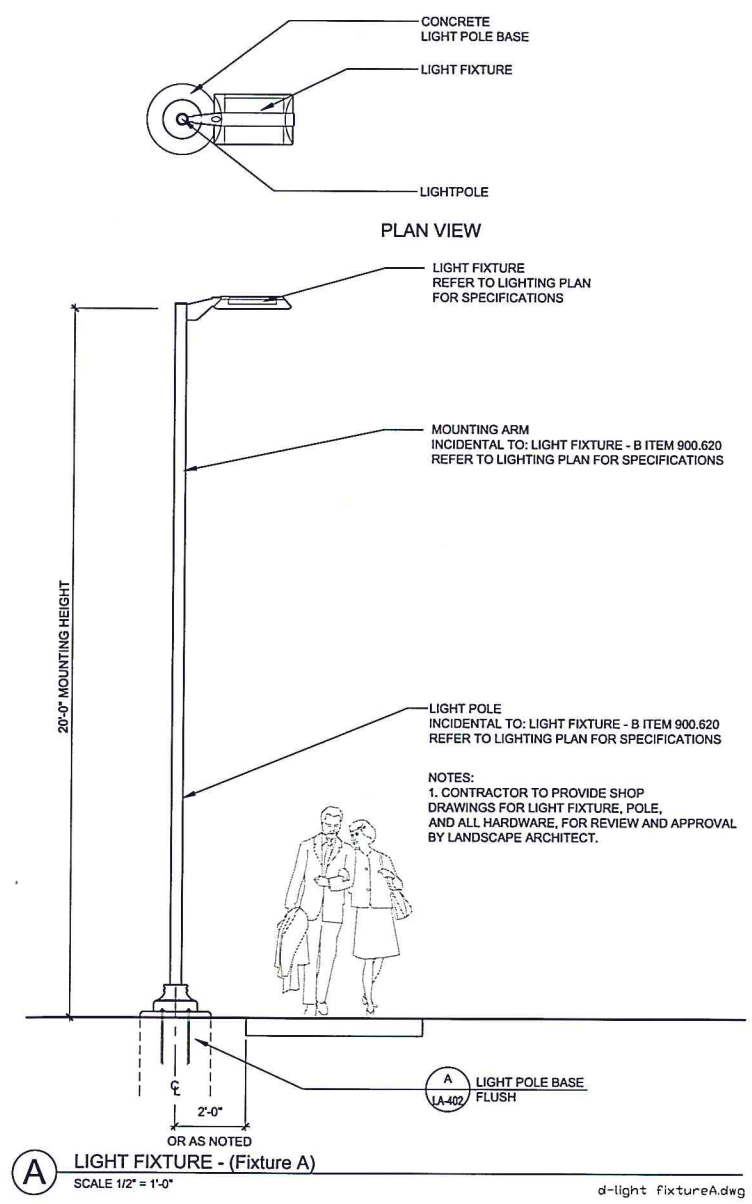 CONCRETE
LIGHT POLE BASE
LIGHT FIXTURE
LIGHTPOLE
PLAN VIEW
LIGHT FIXTURE
REFER TO LIGHTING PLAN
FOR SPECIFICATIONS
MOUNTING ARM
INCIDENTAL TO: LIGHT FIXTURE - B ITEM 900.620
REFER TO LIGHTING PLAN FOR SPECIFICATIONS
20'-0" MOUNTING HEIGHT
LIGHT POLE
INCIDENTAL TO: LIGHT FIXTURE - B ITEM 900.620
REFER TO LIGHTING PLAN FOR SPECIFICATIONS
NOTES:
1. CONTRACTOR TO PROVIDE SHOP
DRAWINGS FOR LIGHT FIXTURE, POLE,
AND ALL HARDWARE, FOR REVIEW AND APPROVAL
BY LANDSCAPE ARCHITECT.
CL
A
LA-402
LIGHT POLE BASE
FLUSH
2'-0"
OR AS NOTED
A
LIGHT FIXTURE - (Fixture A)
SCALE 1/2" = 1'-0"
d-light fixtureA.dwg